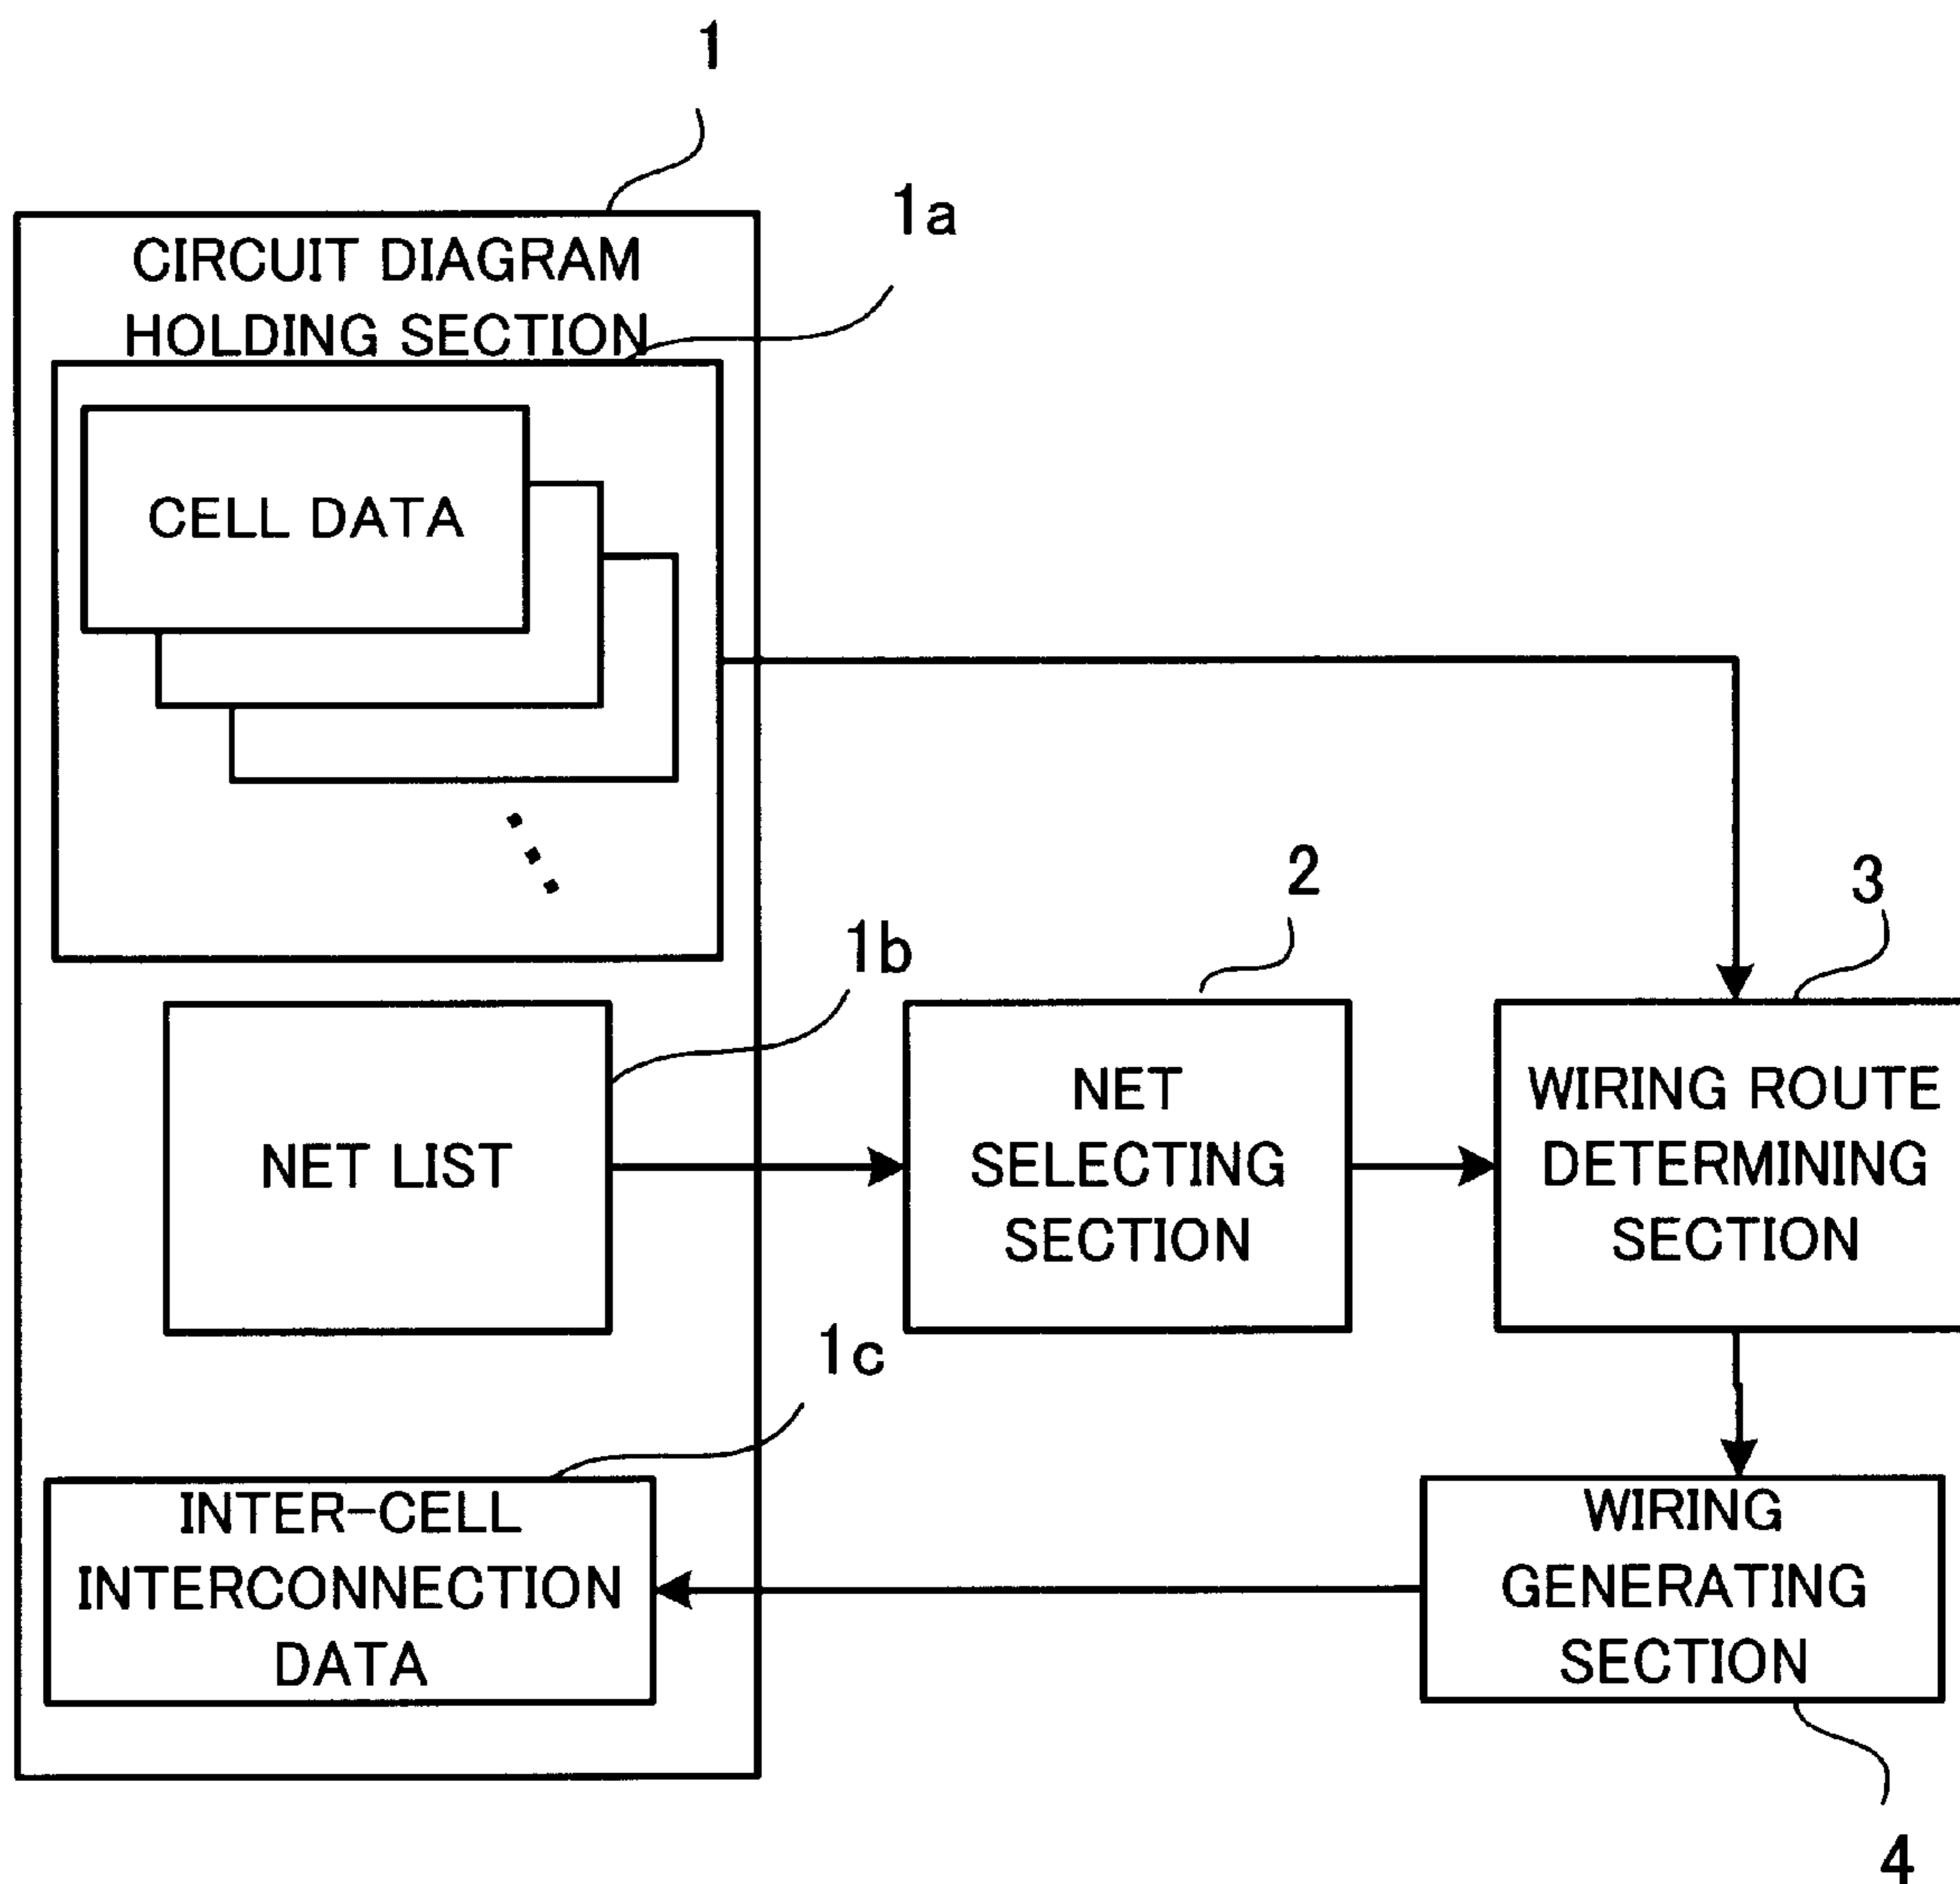 1
1a
CIRCUIT DIAGRAM
HOLDING SECTION
CELL DATA
2
3
1b
NET LIST
NET
SELECTING
SECTION
WIRING ROUTE
DETERMINING
SECTION
1c
INTER-CELL
INTERCONNECTION
DATA
WIRING
GENERATING
SECTION
4